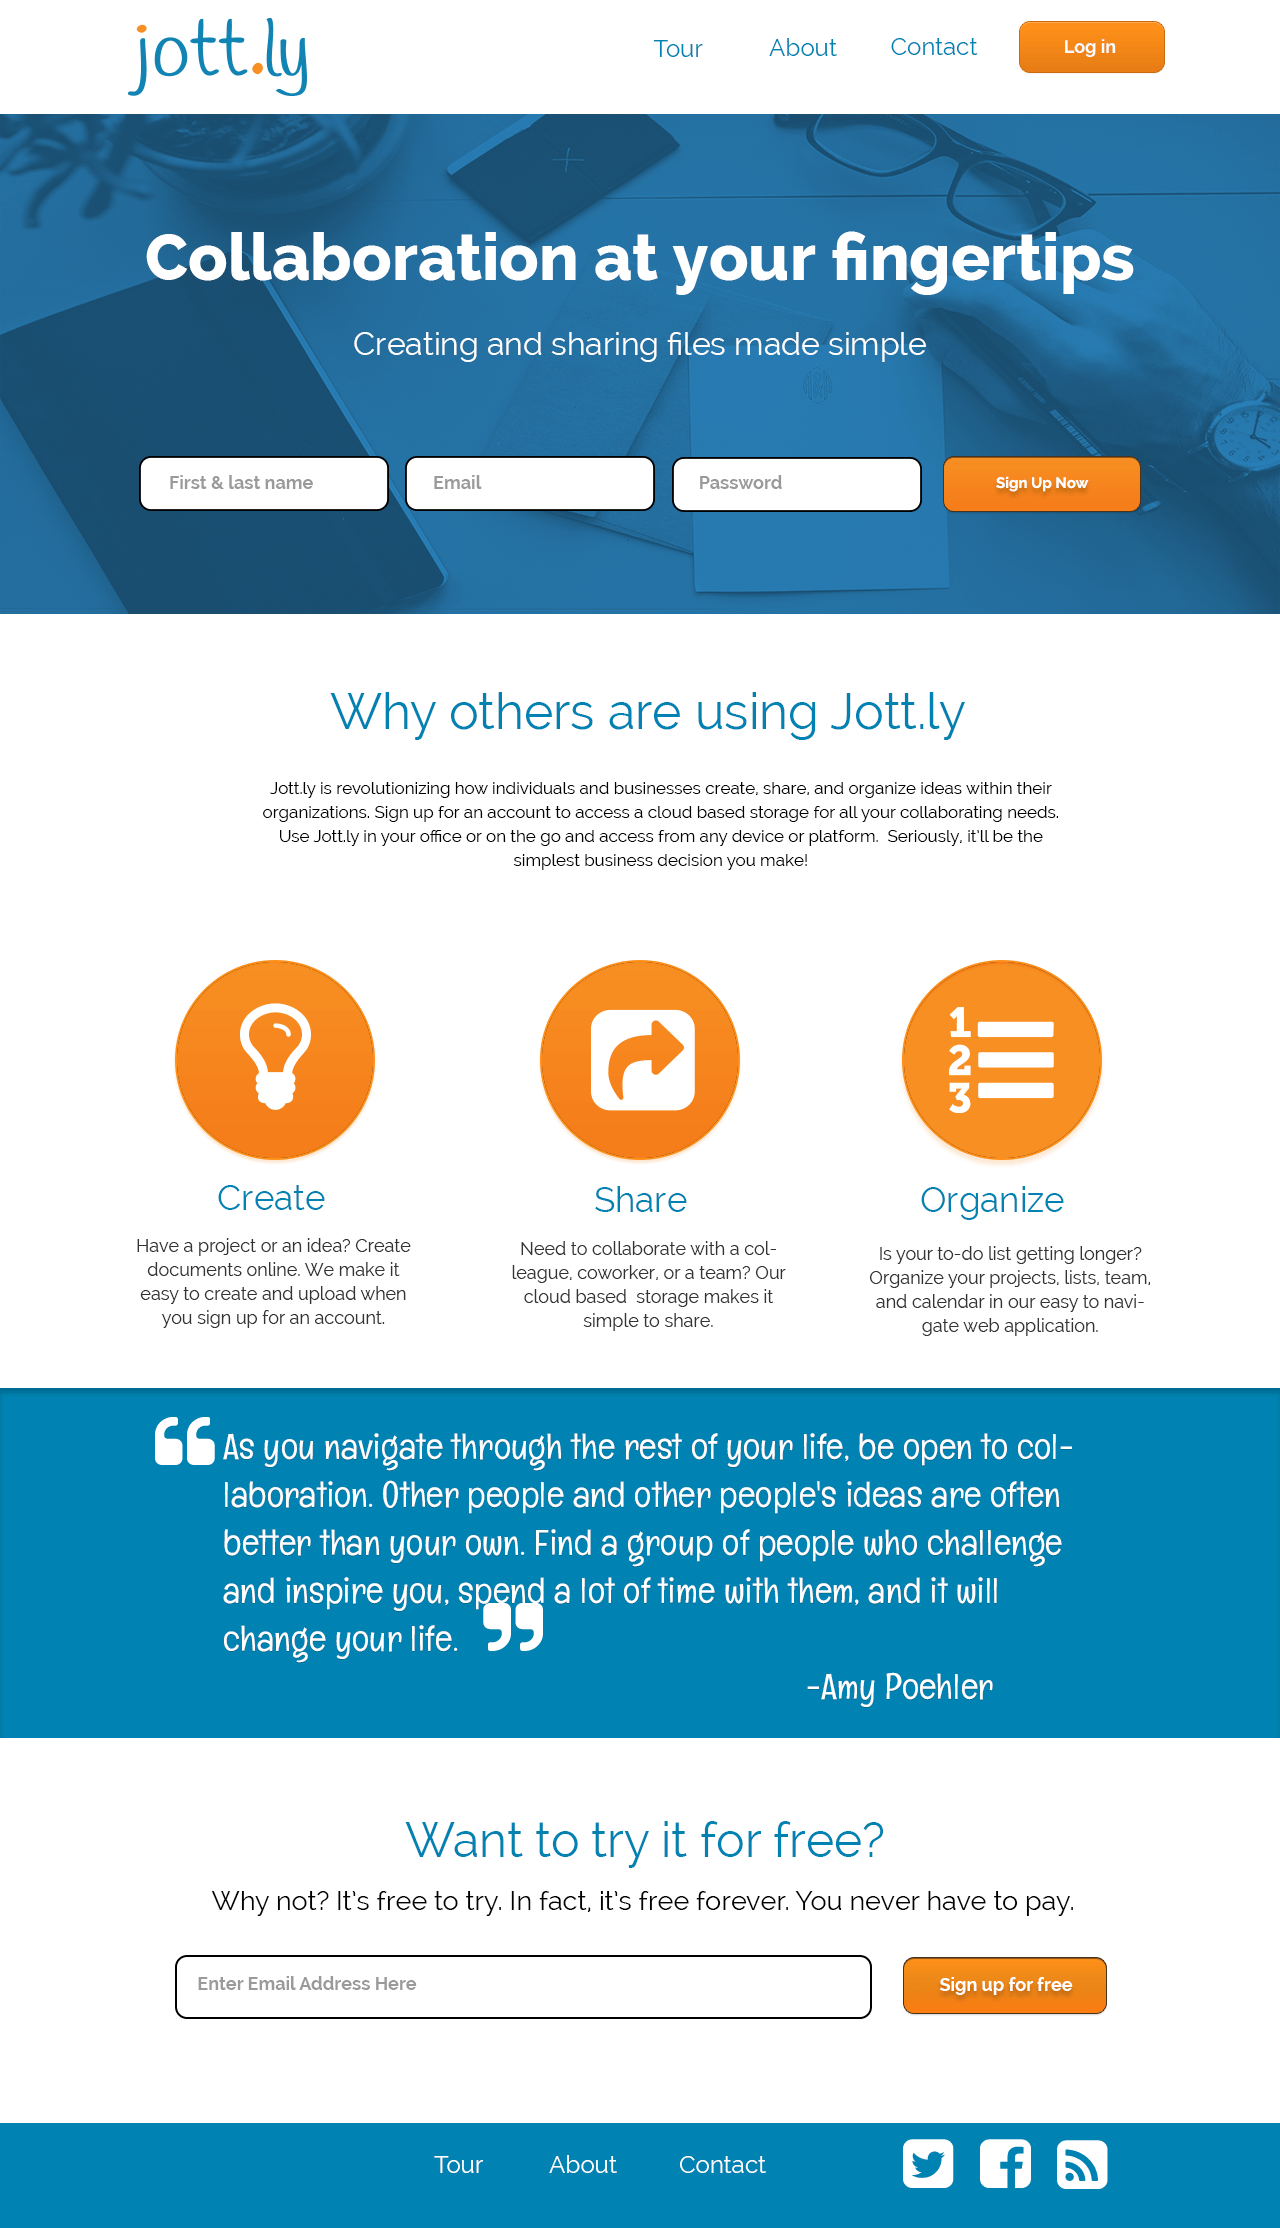 jott.ly
Tour About Contact Log in
Collaboration at your fingertips
Creating and sharing files made simple
First & last name Email Password Sign Up Now
Why others are using Jott.ly
Jott.ly is revolutionizing how individuals and businesses create, share, and organize ideas within their
organizations. Sign up for an account to access a cloud based storage for all your collaborating needs.
Use Jott.ly in your office or on the go and access from any device or platform.  Seriously, it'll be the
simplest business decision you make!
1
2
3
Create
Have a project or an idea? Create
documents online. We make it
easy to create and upload when
you sign up for an account.
Share
Need to collaborate with a col-
league, coworker, or a team? Our
cloud based  storage makes it
simple to share.
Organize
Is your to-do list getting longer?
Organize your projects, lists, team,
and calendar in our easy to navi-
gate web application.
“As you navigate through the rest of your life, be open to col-
laboration. Other people and other people's ideas are often
better than your own. Find a group of people who challenge
and inspire you, spend a lot of time with them, and it will
change your life. ”
-Amy Poehler
Want to try it for free?
Why not? It's free to try. In fact, it's free forever. You never have to pay.
Enter Email Address Here Sign up for free
Tour About Contact